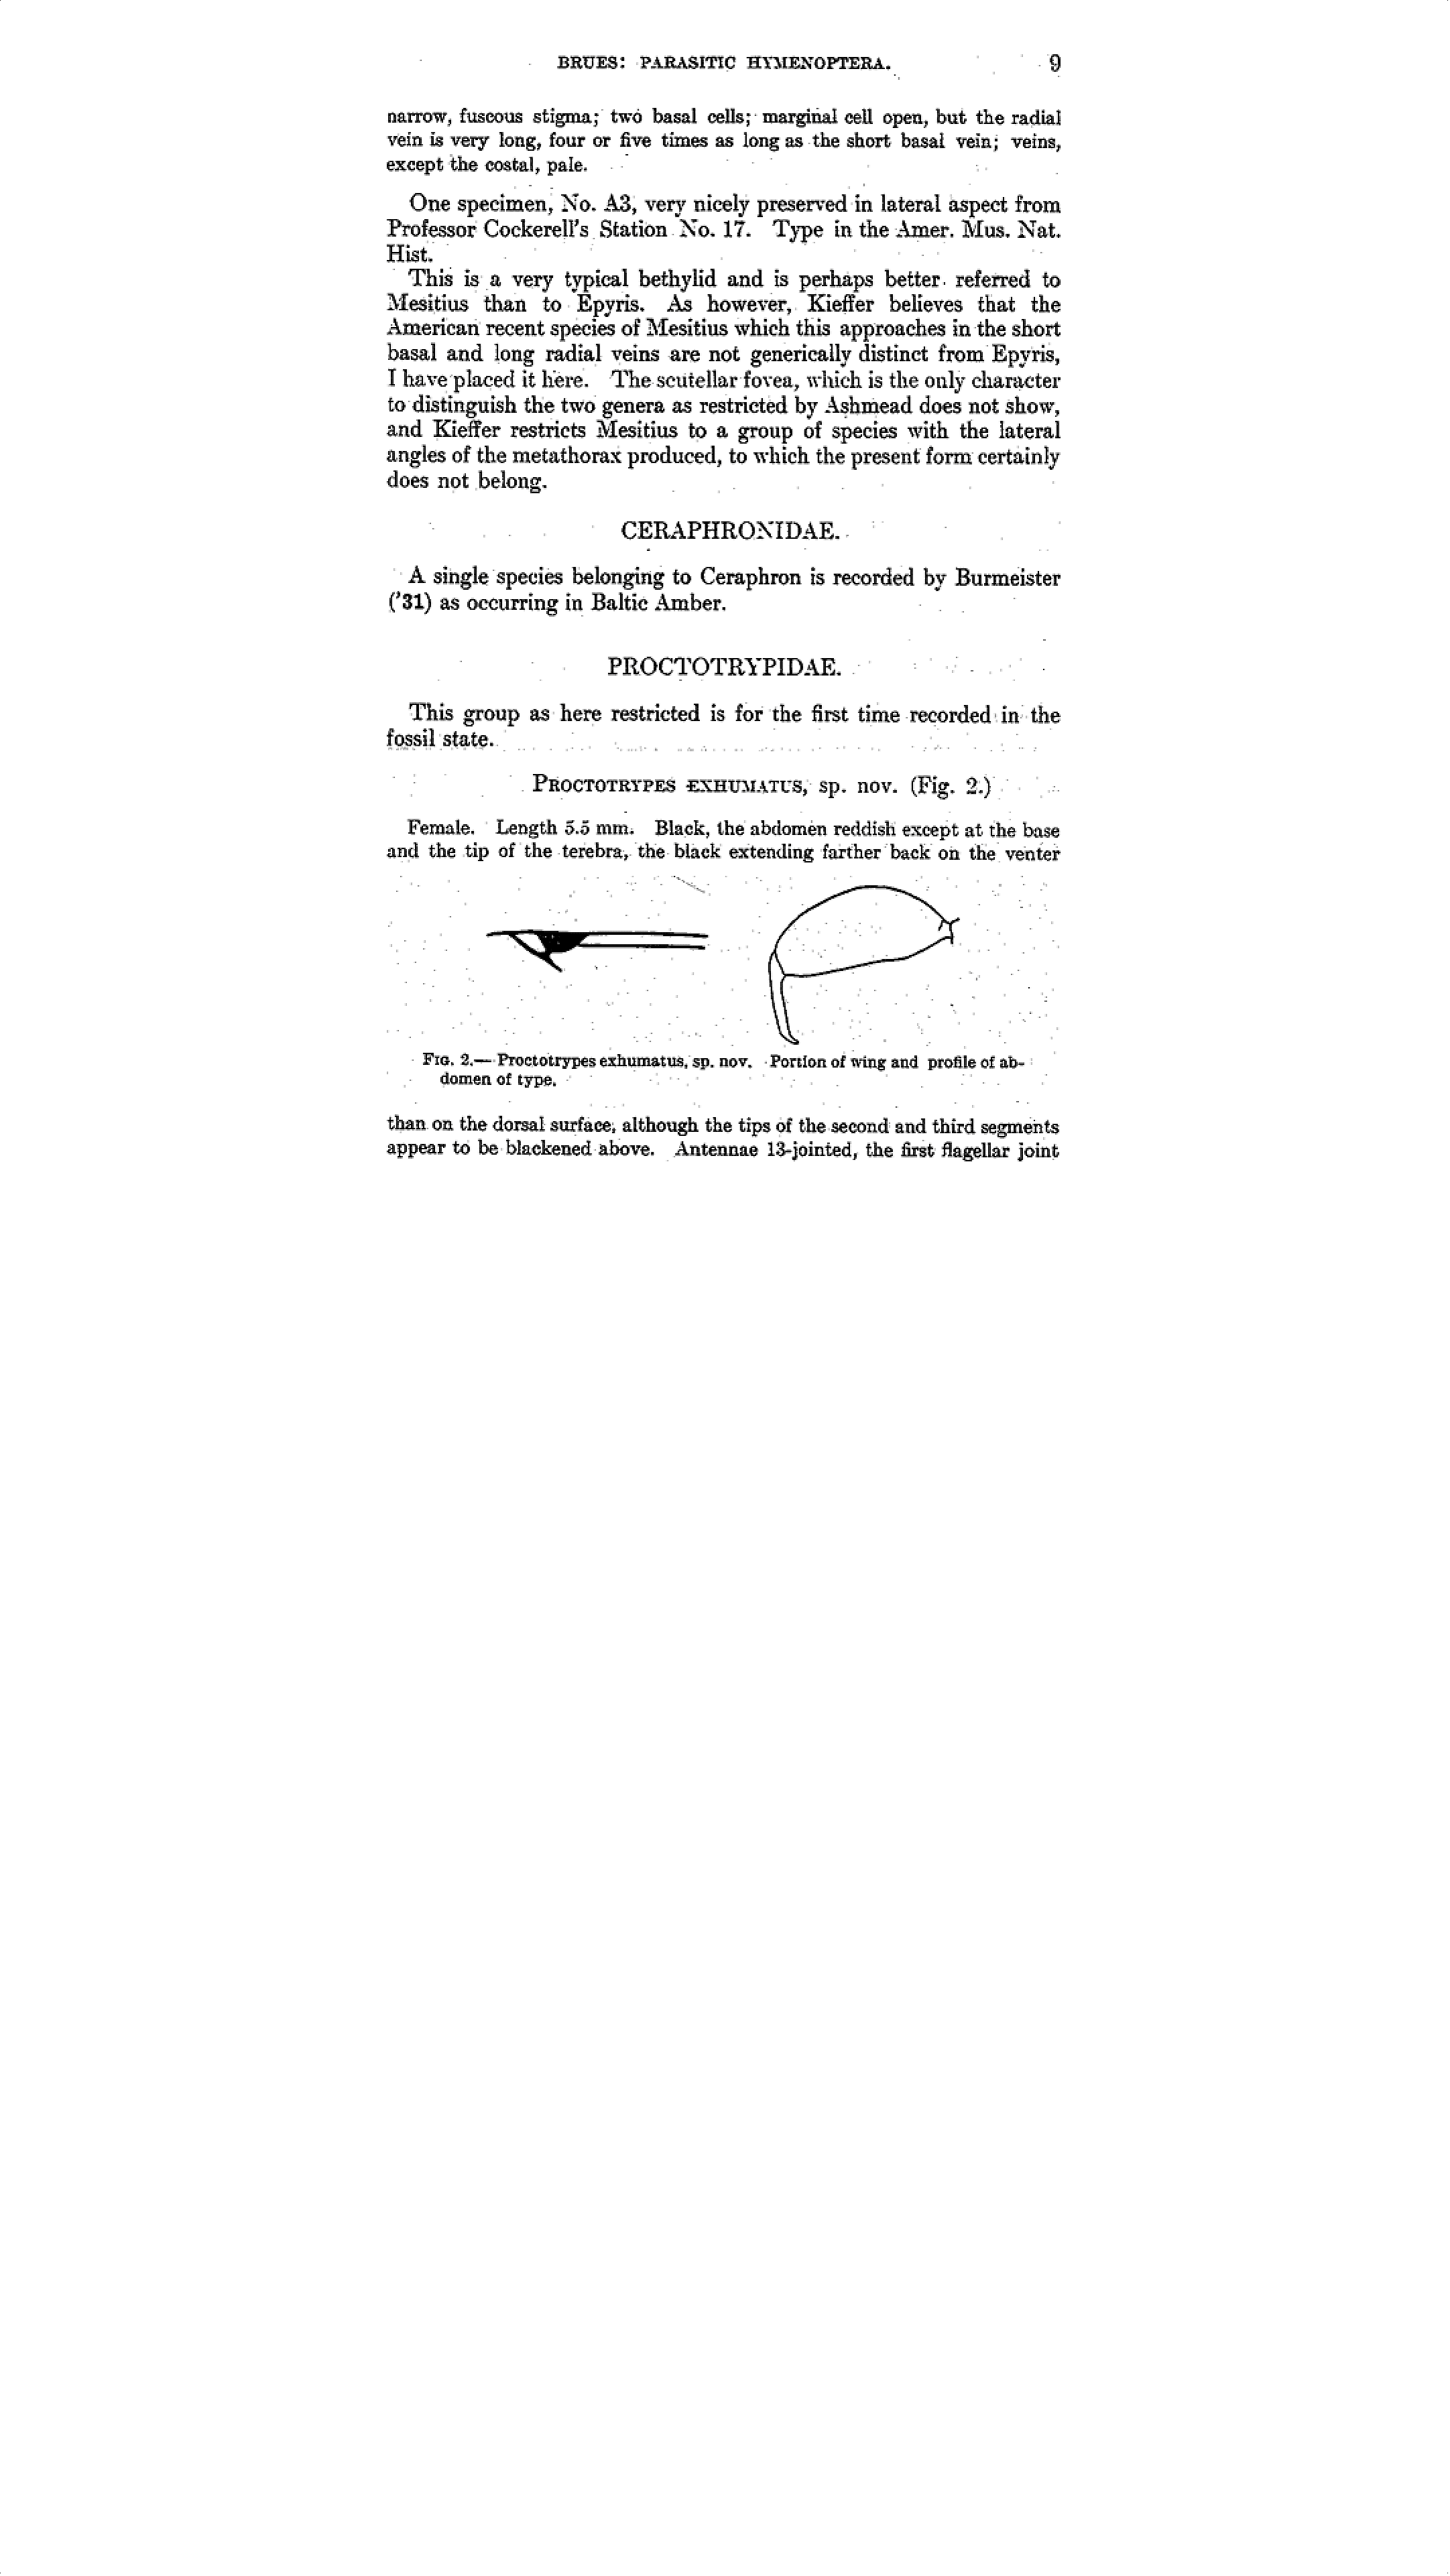 BRUES: PARASITIC HYMENOPTERA. 9
narrow, fuscous stigma; two basal cells; marginal cell open, but the radial
vein is very long, four or five times as long as the short basal vein; veins,
except the costal, pale.
One specimen, No. A3, very nicely preserved in lateral aspect from
Professor Cockerell's Station No. 17. Type in the Amer. Mus. Nat.
Hist.
This is a very typical bethylid and is perhaps better referred to
Mesitius than to Epyris. As however, Kieffer believes that the
American recent species of Mesitius which this approaches in the short
basal and long radial veins are not generically distinct from Epyris,
I have placed it here. The scutellar fovea, which is the only character
to distinguish the two genera as restricted by Ashmead does not show,
and Kieffer restricts Mesitius to a group of species with the lateral
angles of the metathorax produced, to which the present form certainly
does not belong.
CERAPHRONIDAE.
A single species belonging to Ceraphron is recorded by Burmeister
('31) as occurring in Baltic Amber.
PROCTOTRYPIDAE.
This group as here restricted is for the first time recorded in the
fossil state.
PROCTOTRYPES EXHUMATUS, sp. nov. (Fig. 2.)
Female. Length 5.5 mm. Black, the abdomen reddish except at the base
and the tip of the terebra, the black extending farther back on the venter
FIG. 2.— Proctotrypes exhumatus, sp. nov. Portion of wing and profile of ab-
domen of type.
than on the dorsal surface, although the tips of the second and third segments
appear to be blackened above. Antennae 13-jointed, the first flagellar joint